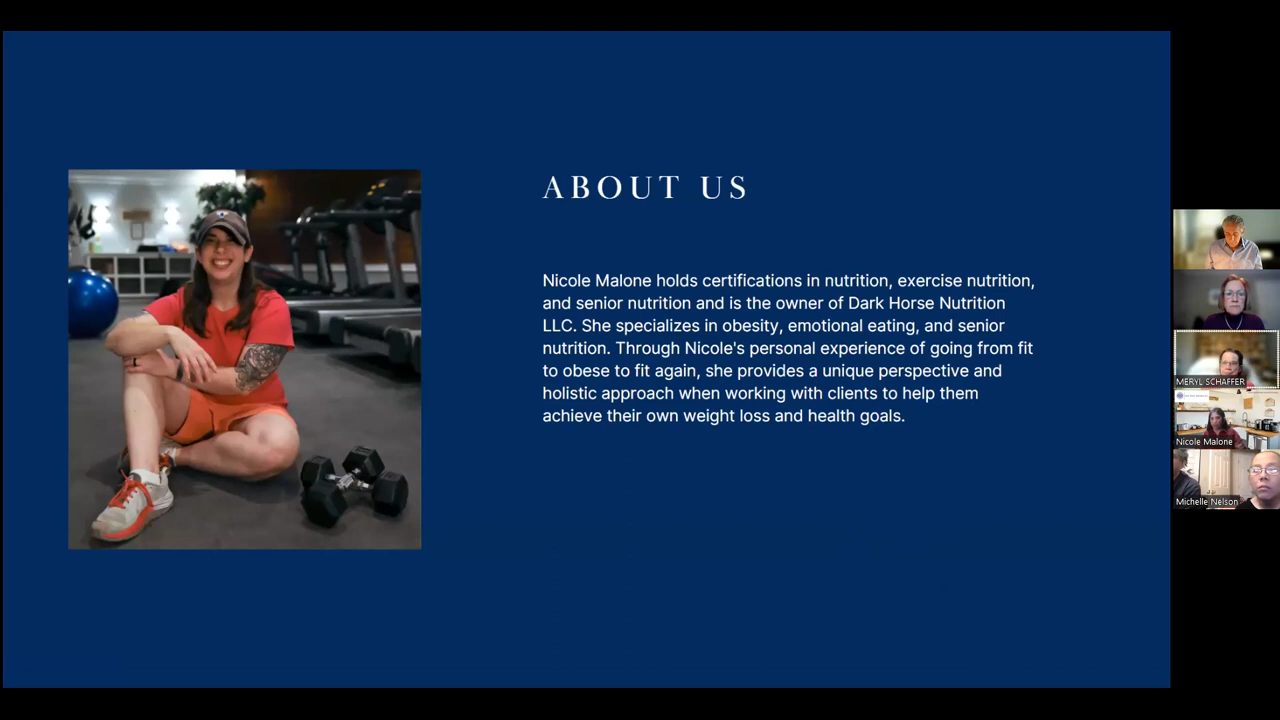 ABOUT US
Nicole Malone holds certifications in nutrition, exercise nutrition,
and senior nutrition and is the owner of Dark Horse Nutrition
LLC. She specializes in obesity, emotional eating, and senior
nutrition. Through Nicole's personal experience of going from fit
to obese to fit again, she provides a unique perspective and
holistic approach when working with clients to help them
achieve their own weight loss and health goals.
MERYL SCHAFFER
Nicole Malone
Michelle Nelson